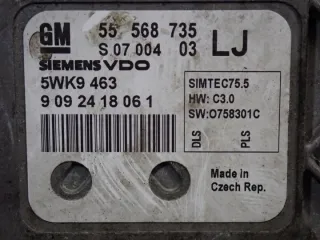 GM 55 568 735 LJ
S 07 004 03
SIEMENS VDO
5WK9 463
9 09 24 18 06 1
SIMTEC75.5
HW: C3.0
SW:O758301C
DLS PLS
Made in
Czech Rep.